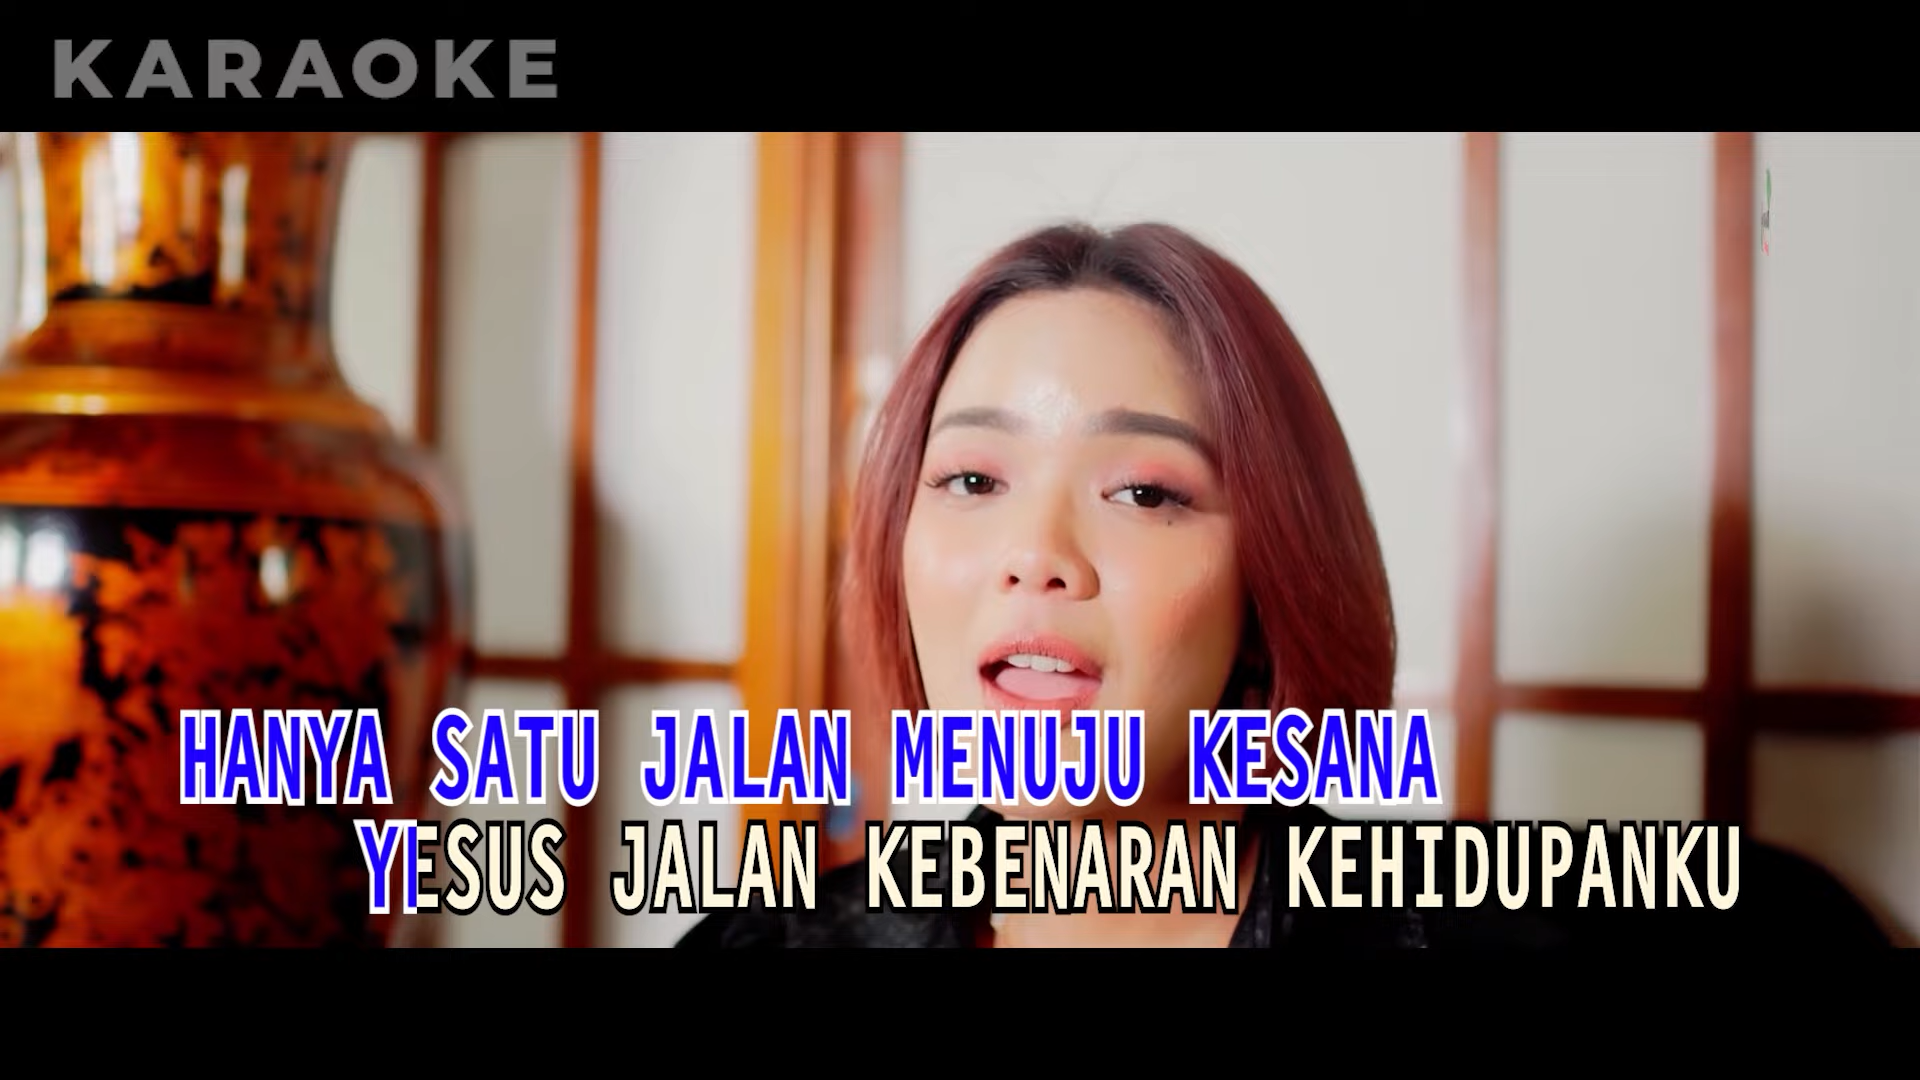 KARAOKE
HANYA SATU JALAN MENUJU KESANA
YESUS JALAN KEBENARAN KEHIDUPANKU